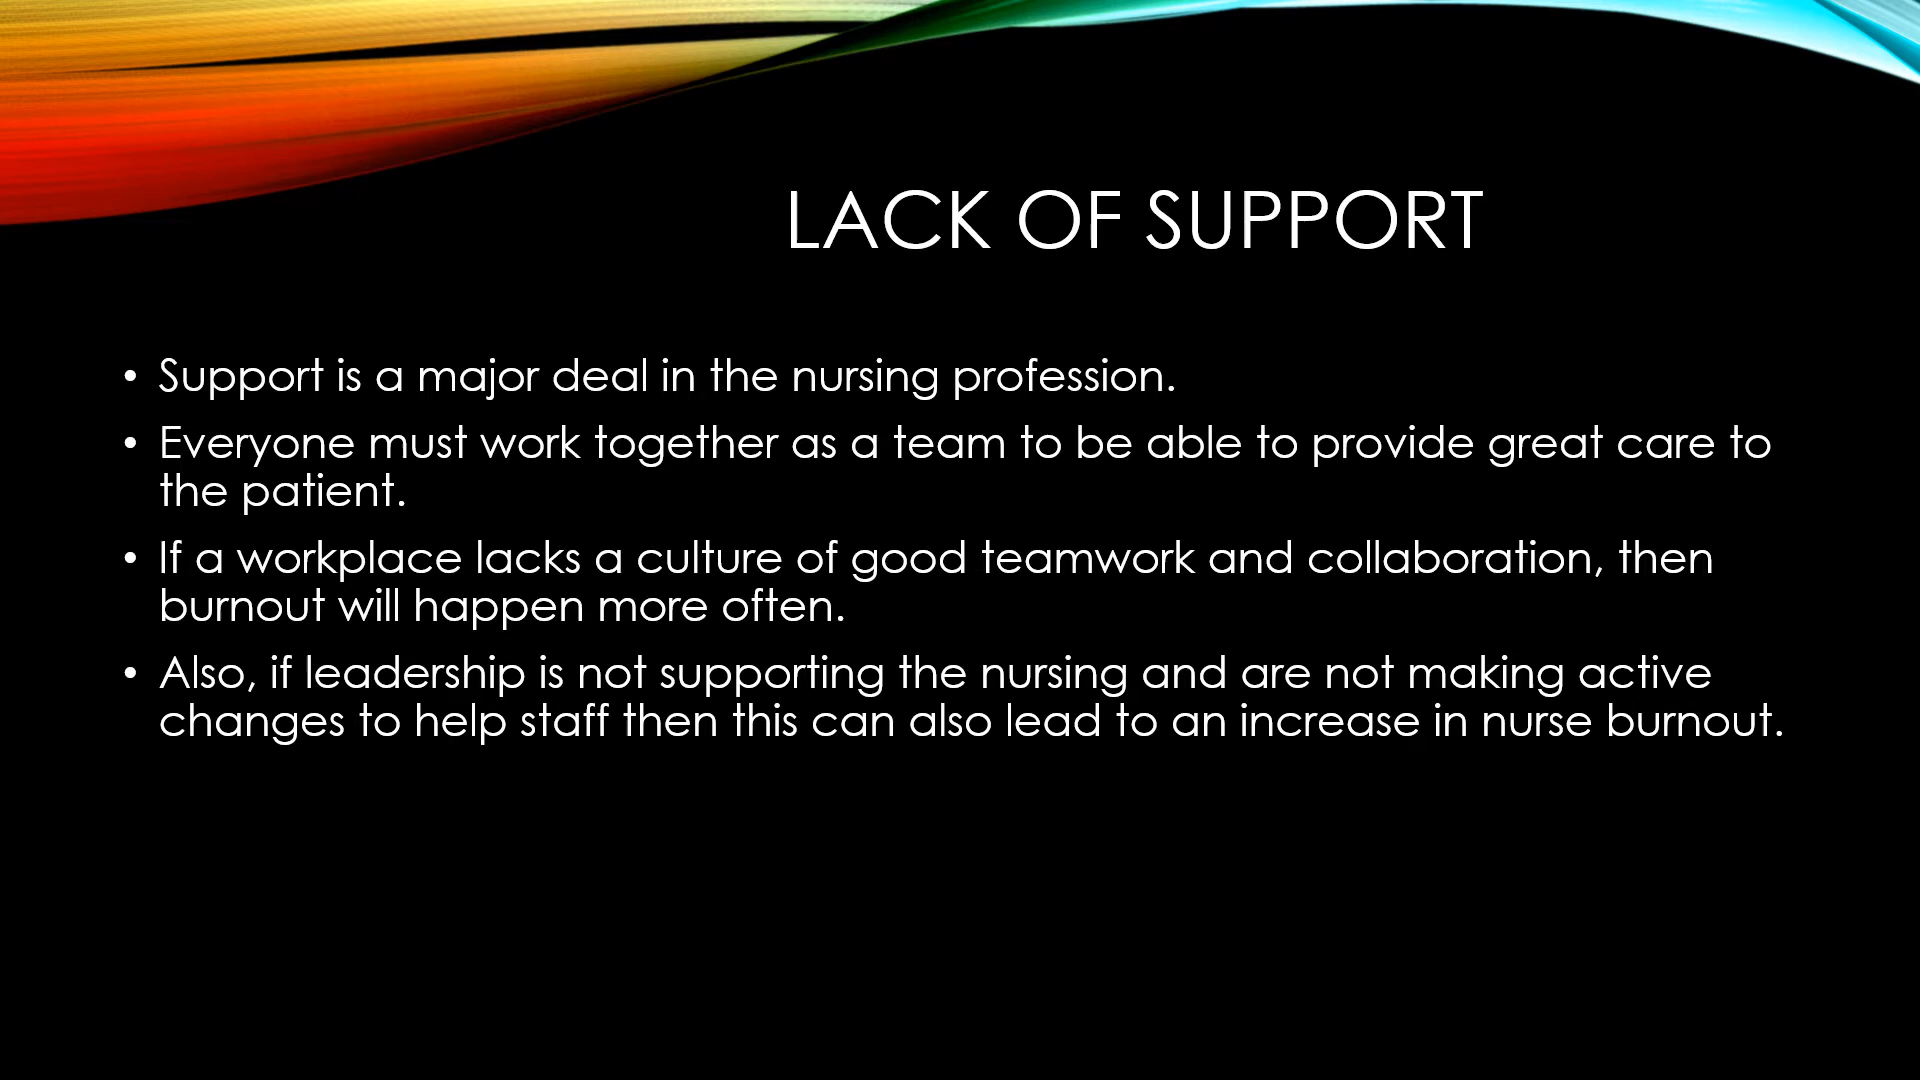 LACK OF SUPPORT
• Support is a major deal in the nursing profession.
• Everyone must work together as a team to be able to provide great care to
the patient.
• If a workplace lacks a culture of good teamwork and collaboration, then
burnout will happen more often.
• Also, if leadership is not supporting the nursing and are not making active
changes to help staff then this can also lead to an increase in nurse burnout.